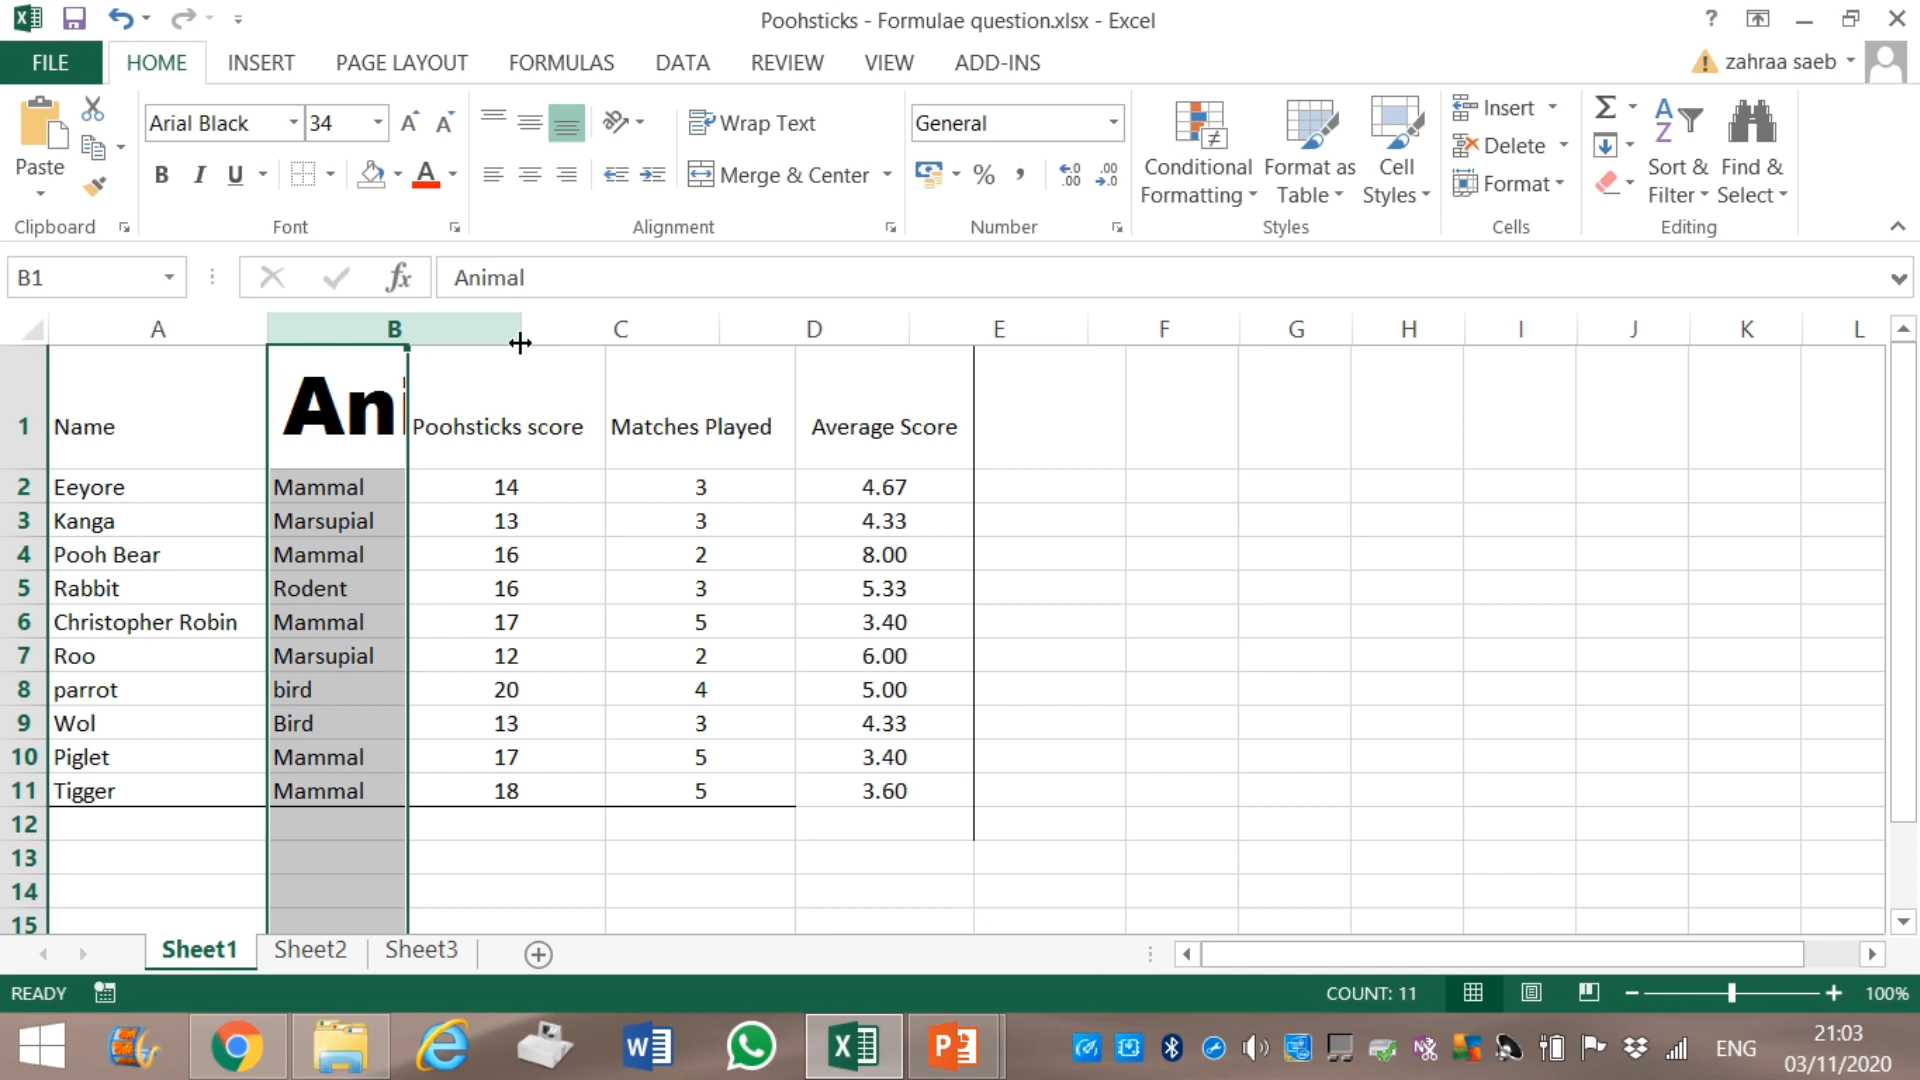 Poohsticks - Formulae question.xlsx - Excel
FILE HOME INSERT PAGE LAYOUT FORMULAS DATA REVIEW VIEW ADD-INS zahraa saeb
Arial Black 34 Wrap Text General Insert
Paste B I U A Merge & Center % , Conditional Formatting Format as Table Cell Styles Delete Format Sort & Filter Find & Select
Clipboard Font Alignment Number Styles Cells Editing
B1 fx Animal
A B C D E F G H I J K L
1 Name Ani Poohsticks score Matches Played Average Score
2 Eeyore Mammal 14 3 4.67
3 Kanga Marsupial 13 3 4.33
4 Pooh Bear Mammal 16 2 8.00
5 Rabbit Rodent 16 3 5.33
6 Christopher Robin Mammal 17 5 3.40
7 Roo Marsupial 12 2 6.00
8 parrot bird 20 4 5.00
9 Wol Bird 13 3 4.33
10 Piglet Mammal 17 5 3.40
11 Tigger Mammal 18 5 3.60
12
13
14
15
Sheet1 Sheet2 Sheet3
READY COUNT: 11 100%
ENG 21:03
03/11/2020